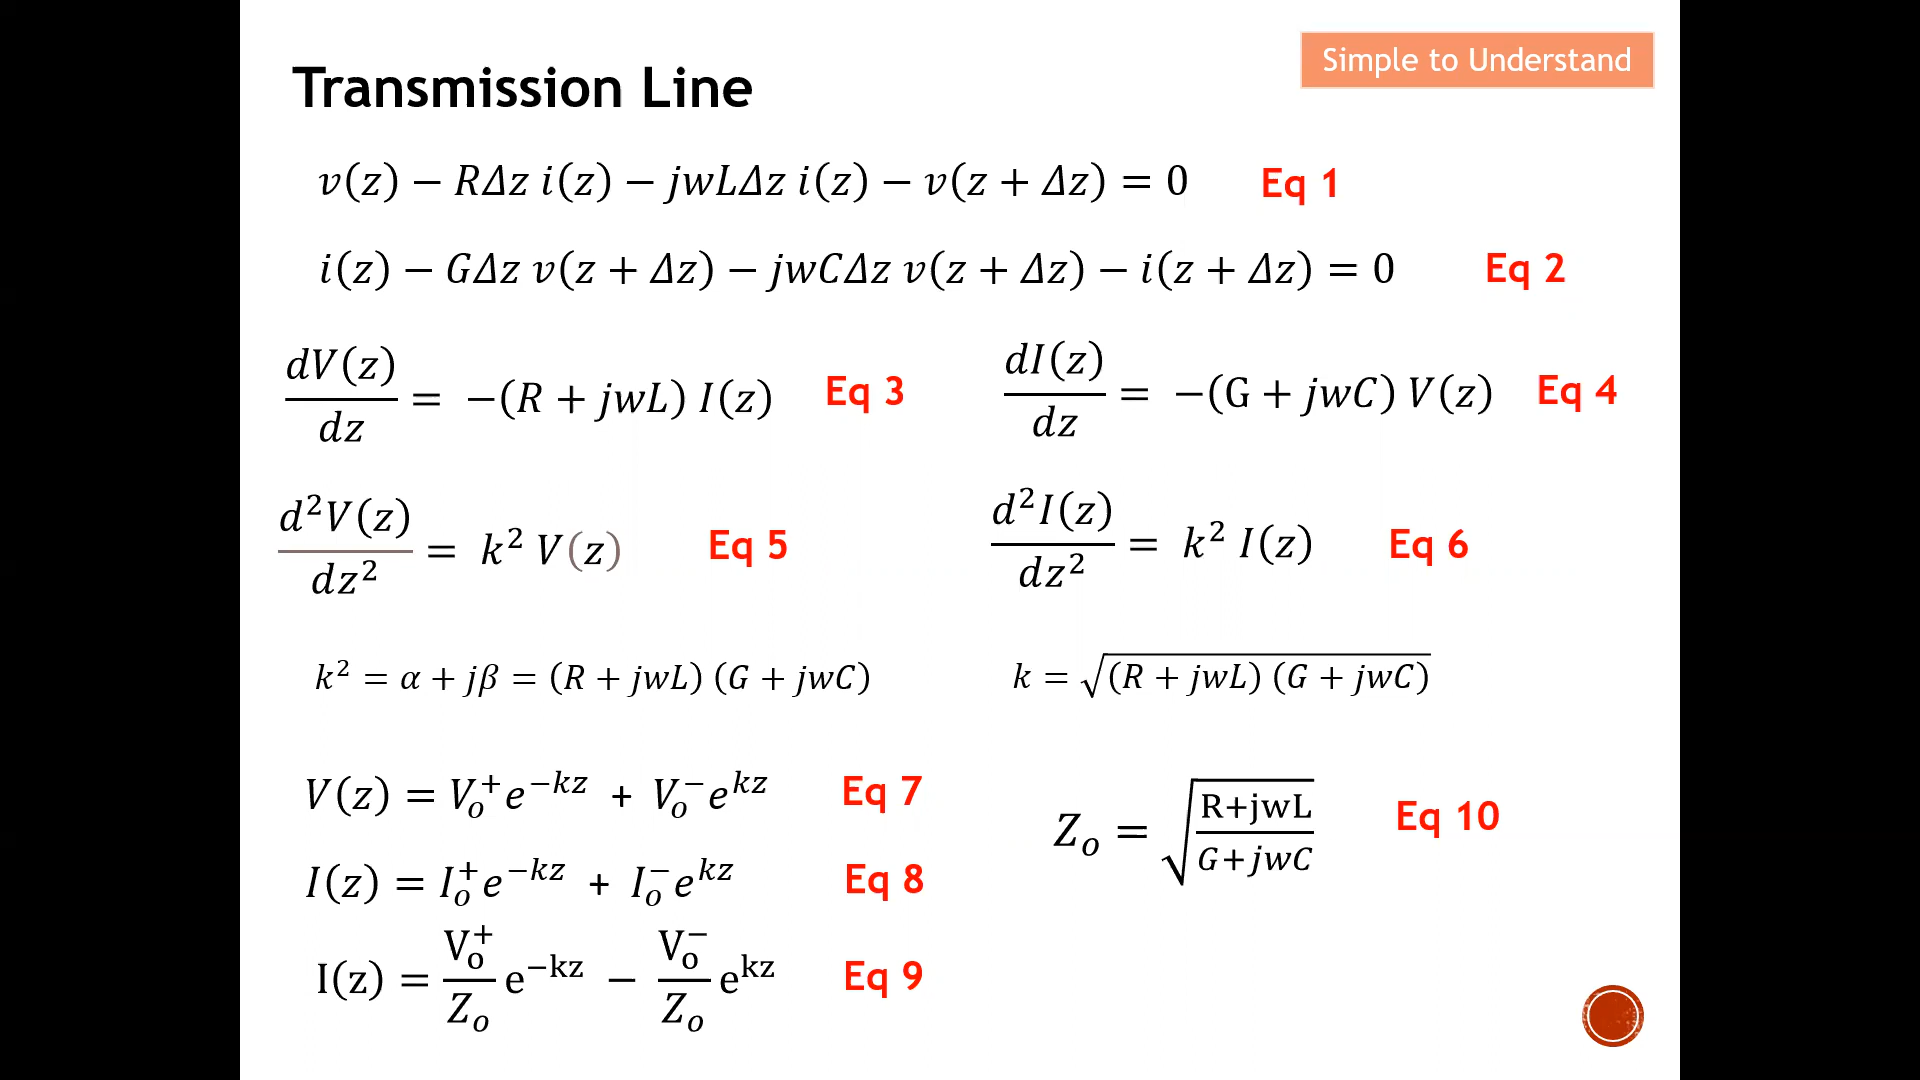 Simple to Understand
Transmission Line
v(z) − RΔz i(z) − jwLΔz i(z) − v(z + Δz) = 0 Eq 1
i(z) − GΔz v(z + Δz) − jwCΔz v(z + Δz) − i(z + Δz) = 0 Eq 2
dV(z)/dz = −(R + jwL) I(z) Eq 3
dI(z)/dz = −(G + jwC) V(z) Eq 4
d²V(z)/dz² = k² V(z) Eq 5
d²I(z)/dz² = k² I(z) Eq 6
k² = α + jβ = (R + jwL) (G + jwC)
k = √((R + jwL) (G + jwC))
V(z) = V₀⁺e^{−kz} + V₀⁻e^{kz} Eq 7
I(z) = I₀⁺e^{−kz} + I₀⁻e^{kz} Eq 8
I(z) = V₀⁺/Z₀ e^{−kz} − V₀⁻/Z₀ e^{kz} Eq 9
Z₀ = √((R+jwL)/(G+jwC)) Eq 10